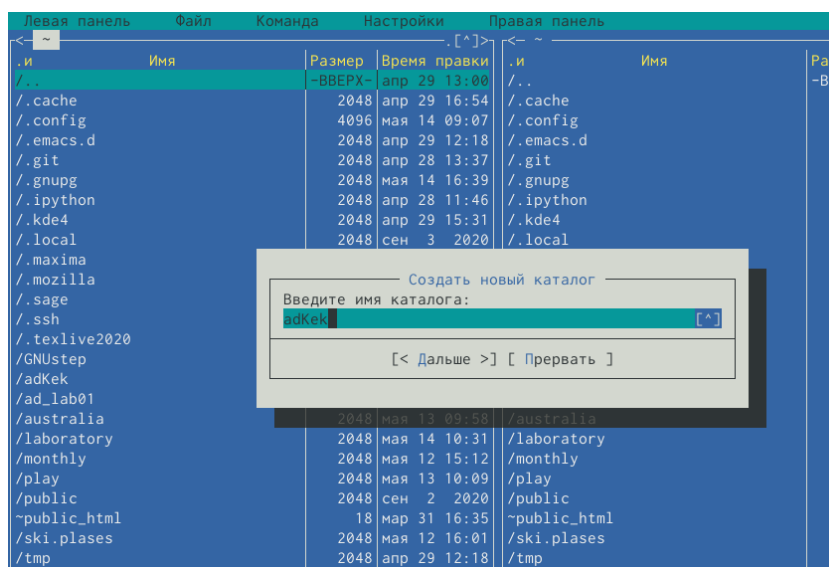 Левая панель Файл Команда Настройки Правая панель
<— ~ .[^]> <— ~
.и Имя Размер Время правки .и Имя Ра
/.. -ВВЕРХ- апр 29 13:00 /.. -В
/.cache 2048 апр 29 16:54 /.cache
/.config 4096 мая 14 09:07 /.config
/.emacs.d 2048 апр 29 12:18 /.emacs.d
/.git 2048 апр 28 13:37 /.git
/.gnupg 2048 мая 14 16:39 /.gnupg
/.ipython 2048 апр 28 11:46 /.ipython
/.kde4 2048 апр 29 15:31 /.kde4
/.local 2048 сен 3 2020 /.local
/.maxima
/.mozilla Создать новый каталог
/.sage Введите имя каталога:
/.ssh adKek [^]
/.texlive2020
/GNUstep [< Дальше >] [ Прервать ]
/adKek
/ad_lab01
/australia 2048 мая 13 09:58 /australia
/laboratory 2048 мая 14 10:31 /laboratory
/monthly 2048 мая 12 15:12 /monthly
/play 2048 мая 13 10:09 /play
/public 2048 сен 2 2020 /public
~public_html 18 мар 31 16:35 ~public_html
/ski.plases 2048 мая 12 16:01 /ski.plases
/tmp 2048 апр 29 12:18 /tmp